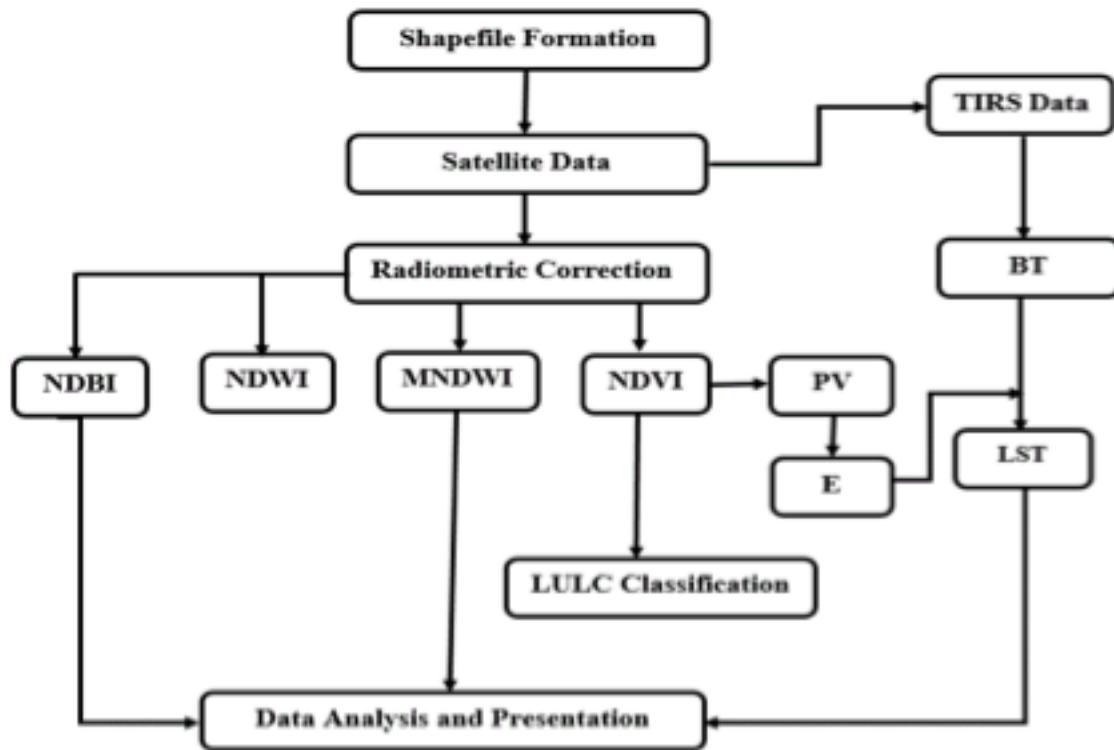 Shapefile Formation
TIRS Data
Satellite Data
Radiometric Correction
BT
NDBI
NDWI
MNDWI
NDVI
PV
LST
E
LULC Classification
Data Analysis and Presentation